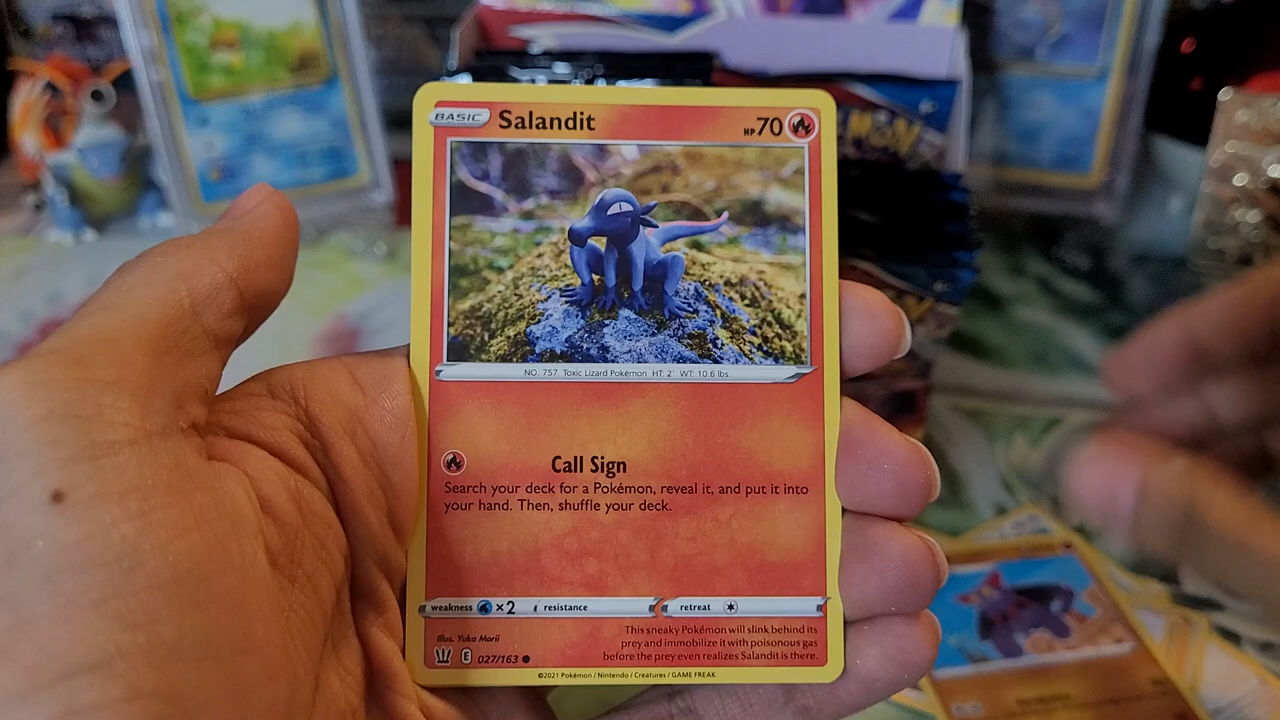 BASIC Salandit HP70
NO. 757 Toxic Lizard Pokémon HT: 2' WT: 10.6 lbs.
Call Sign
Search your deck for a Pokémon, reveal it, and put it into
your hand. Then, shuffle your deck.
weakness ×2 resistance retreat
Illus. Yuka Morii
This sneaky Pokémon will slink behind its
prey and immobilize it with poisonous gas
before the prey even realizes Salandit is there.
E 027/163
©2021 Pokémon / Nintendo / Creatures / GAME FREAK